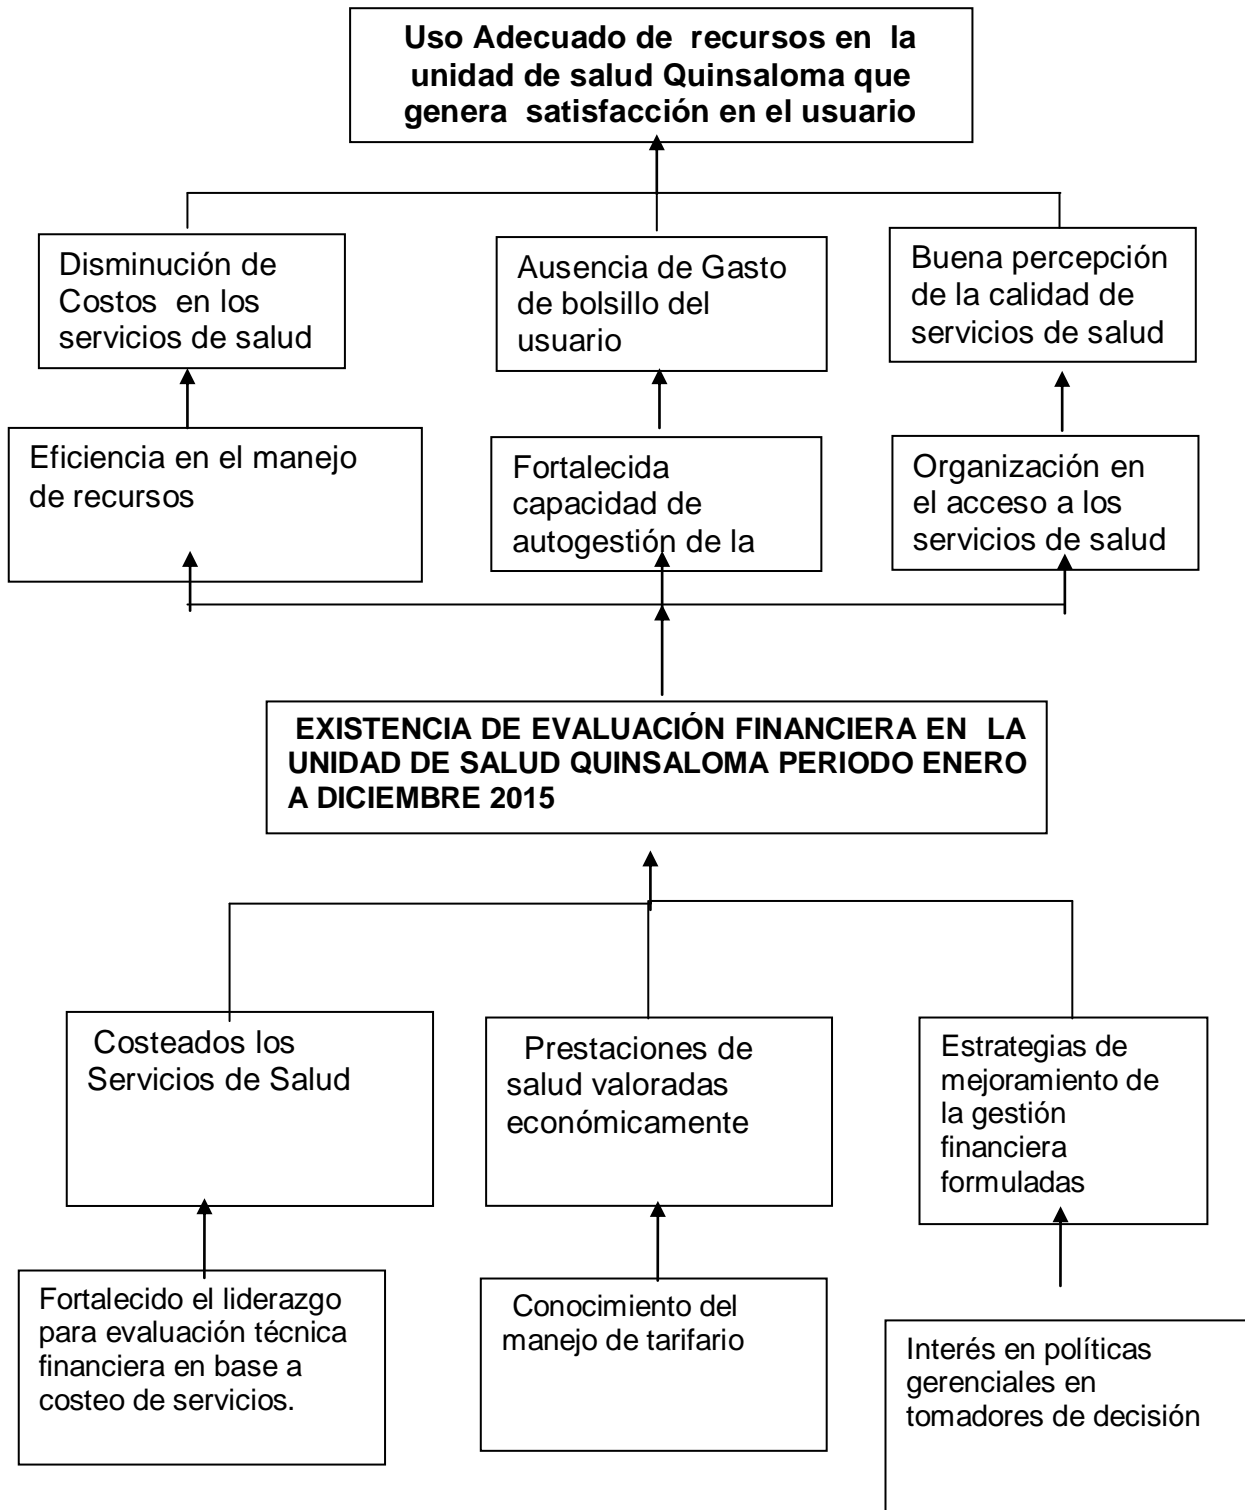 Uso Adecuado de recursos en la
unidad de salud Quinsaloma que
genera satisfacción en el usuario
Disminución de
Costos en los
servicios de salud
Ausencia de Gasto
de bolsillo del
usuario
Buena percepción
de la calidad de
servicios de salud
Eficiencia en el manejo
de recursos
Fortalecida
capacidad de
autogestión de la
Organización en
el acceso a los
servicios de salud
EXISTENCIA DE EVALUACIÓN FINANCIERA EN LA
UNIDAD DE SALUD QUINSALOMA PERIODO ENERO
A DICIEMBRE 2015
Costeados los
Servicios de Salud
Prestaciones de
salud valoradas
económicamente
Estrategias de
mejoramiento de
la gestión
financiera
formuladas
Fortalecido el liderazgo
para evaluación técnica
financiera en base a
costeo de servicios.
Conocimiento del
manejo de tarifario
Interés en políticas
gerenciales en
tomadores de decisión